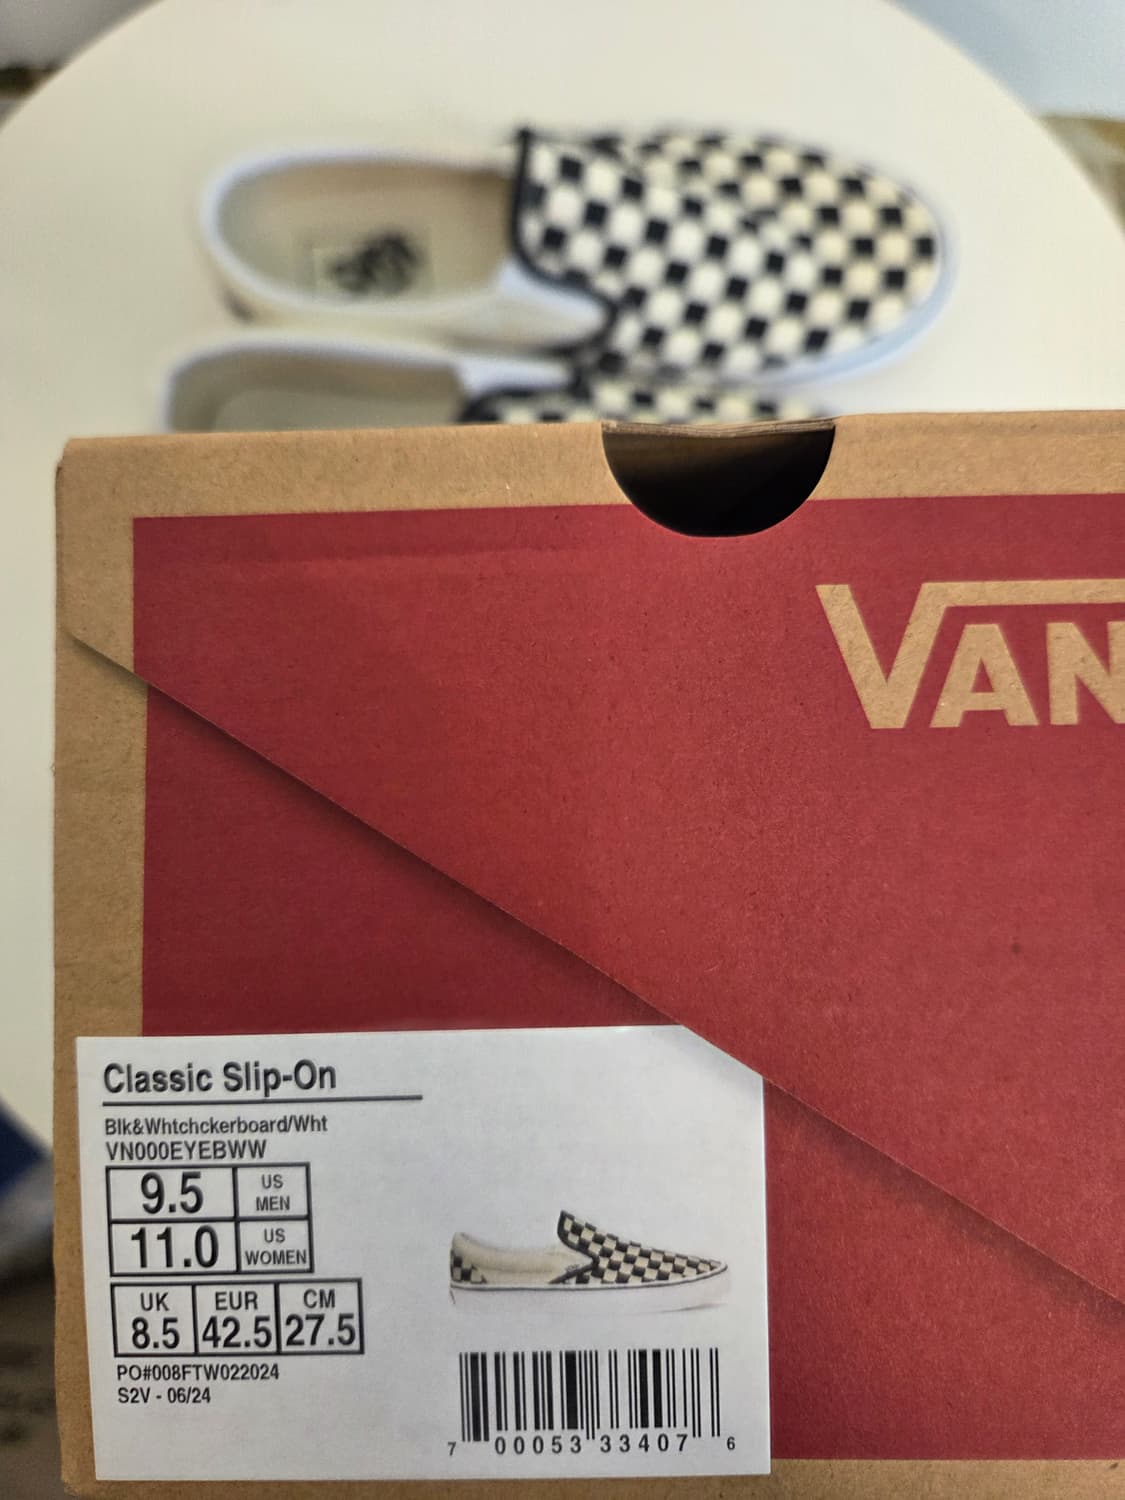 VAN
Classic Slip-On
Blk&Whtchckerboard/Wht
VN000EYEBWW
9.5 US MEN
11.0 US WOMEN
UK EUR CM
8.5 42.5 27.5
PO#008FTW022024
S2V - 06/24
7 00053 33407 6